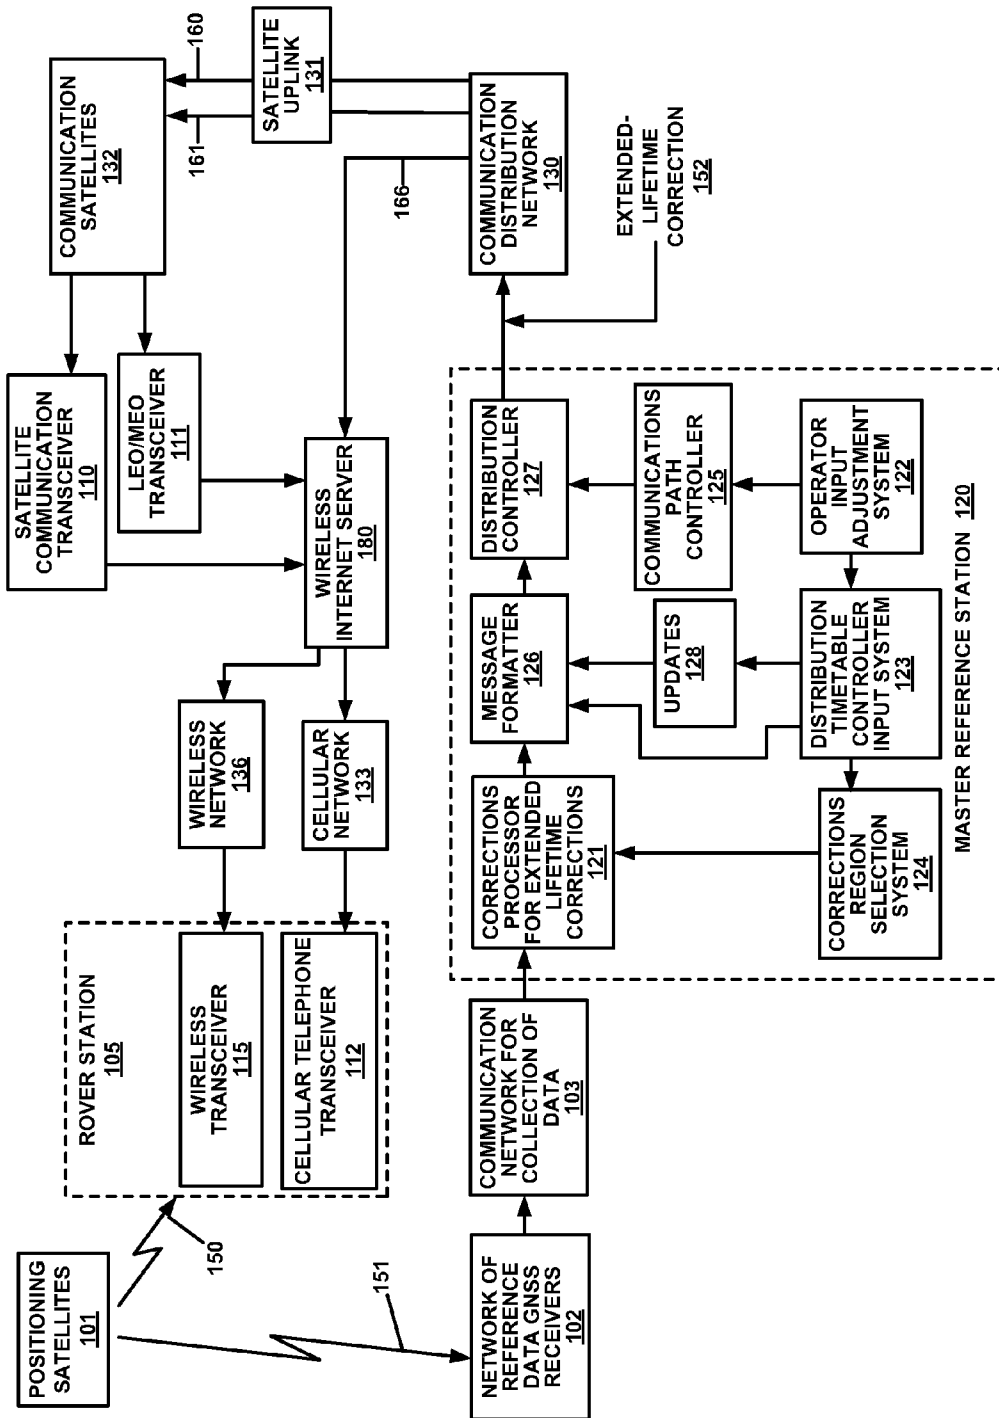 POSITIONING
SATELLITES
101
150
151
ROVER STATION
105
WIRELESS
TRANSCEIVER
115
CELLULAR TELEPHONE
TRANSCEIVER
112
WIRELESS
NETWORK
136
CELLULAR
NETWORK
133
SATELLITE
COMMUNICATION
TRANSCEIVER
110
LEO/MEO
TRANSCEIVER
111
WIRELESS
INTERNET SERVER
180
COMMUNICATION
SATELLITES
132
160
161
SATELLITE
UPLINK
131
166
NETWORK OF
REFERENCE
DATA GNSS
RECEIVERS
102
COMMUNICATION
NETWORK FOR
COLLECTION OF
DATA
103
CORRECTIONS
PROCESSOR
FOR EXTENDED
LIFETIME
CORRECTIONS
121
MESSAGE
FORMATTER
126
DISTRIBUTION
CONTROLLER
127
COMMUNICATION
DISTRIBUTION
NETWORK
130
UPDATES
128
COMMUNICATIONS
PATH
CONTROLLER
125
EXTENDED-
LIFETIME
CORRECTION
152
CORRECTIONS
REGION
SELECTION
SYSTEM
124
DISTRIBUTION
TIMETABLE
CONTROLLER
INPUT SYSTEM
123
OPERATOR
INPUT
ADJUSTMENT
SYSTEM
122
MASTER REFERENCE STATION 120